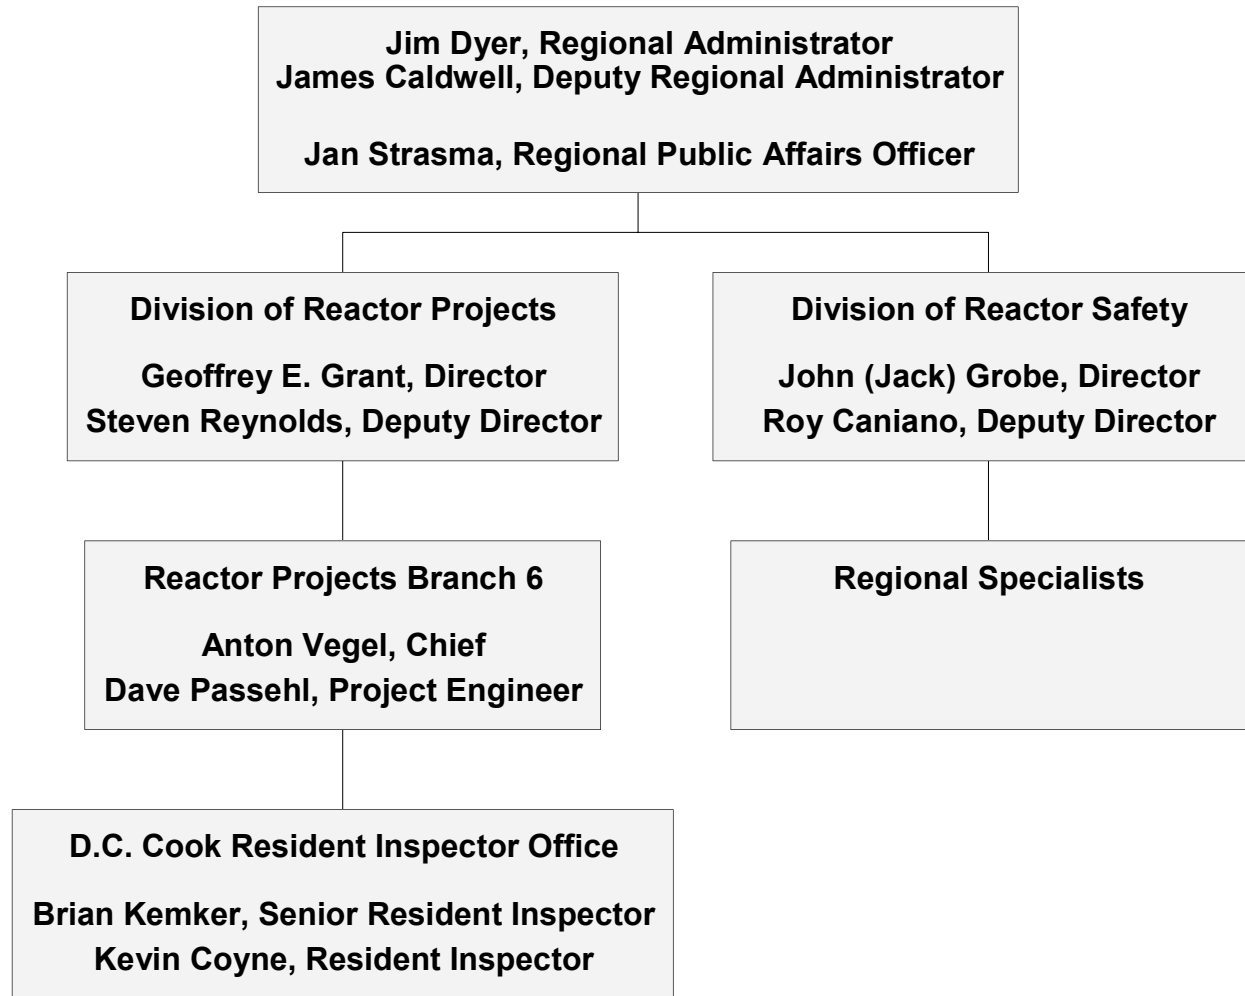 Jim Dyer, Regional Administrator
James Caldwell, Deputy Regional Administrator
Jan Strasma, Regional Public Affairs Officer
Division of Reactor Projects
Geoffrey E. Grant, Director
Steven Reynolds, Deputy Director
Division of Reactor Safety
John (Jack) Grobe, Director
Roy Caniano, Deputy Director
Reactor Projects Branch 6
Anton Vegel, Chief
Dave Passehl, Project Engineer
Regional Specialists
D.C. Cook Resident Inspector Office
Brian Kemker, Senior Resident Inspector
Kevin Coyne, Resident Inspector